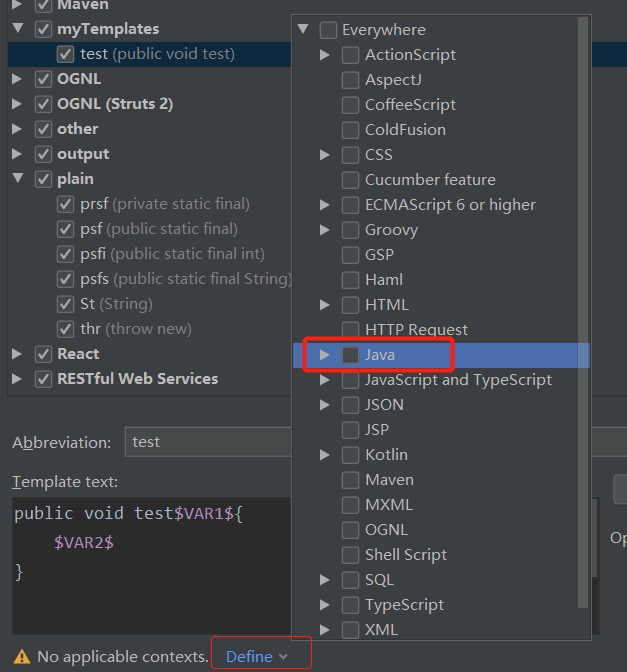 Maven
myTemplates
test (public void test)
OGNL
OGNL (Struts 2)
other
output
plain
prsf (private static final)
psf (public static final)
psfi (public static final int)
psfs (public static final String)
St (String)
thr (throw new)
React
RESTful Web Services
Everywhere
ActionScript
AspectJ
CoffeeScript
ColdFusion
CSS
Cucumber feature
ECMAScript 6 or higher
Groovy
GSP
Haml
HTML
HTTP Request
Java
JavaScript and TypeScript
JSON
JSP
Kotlin
Maven
MXML
OGNL
Shell Script
SQL
TypeScript
XML
Abbreviation: test
Template text:
public void test$VAR1${
$VAR2$
}
Op
No applicable contexts. Define